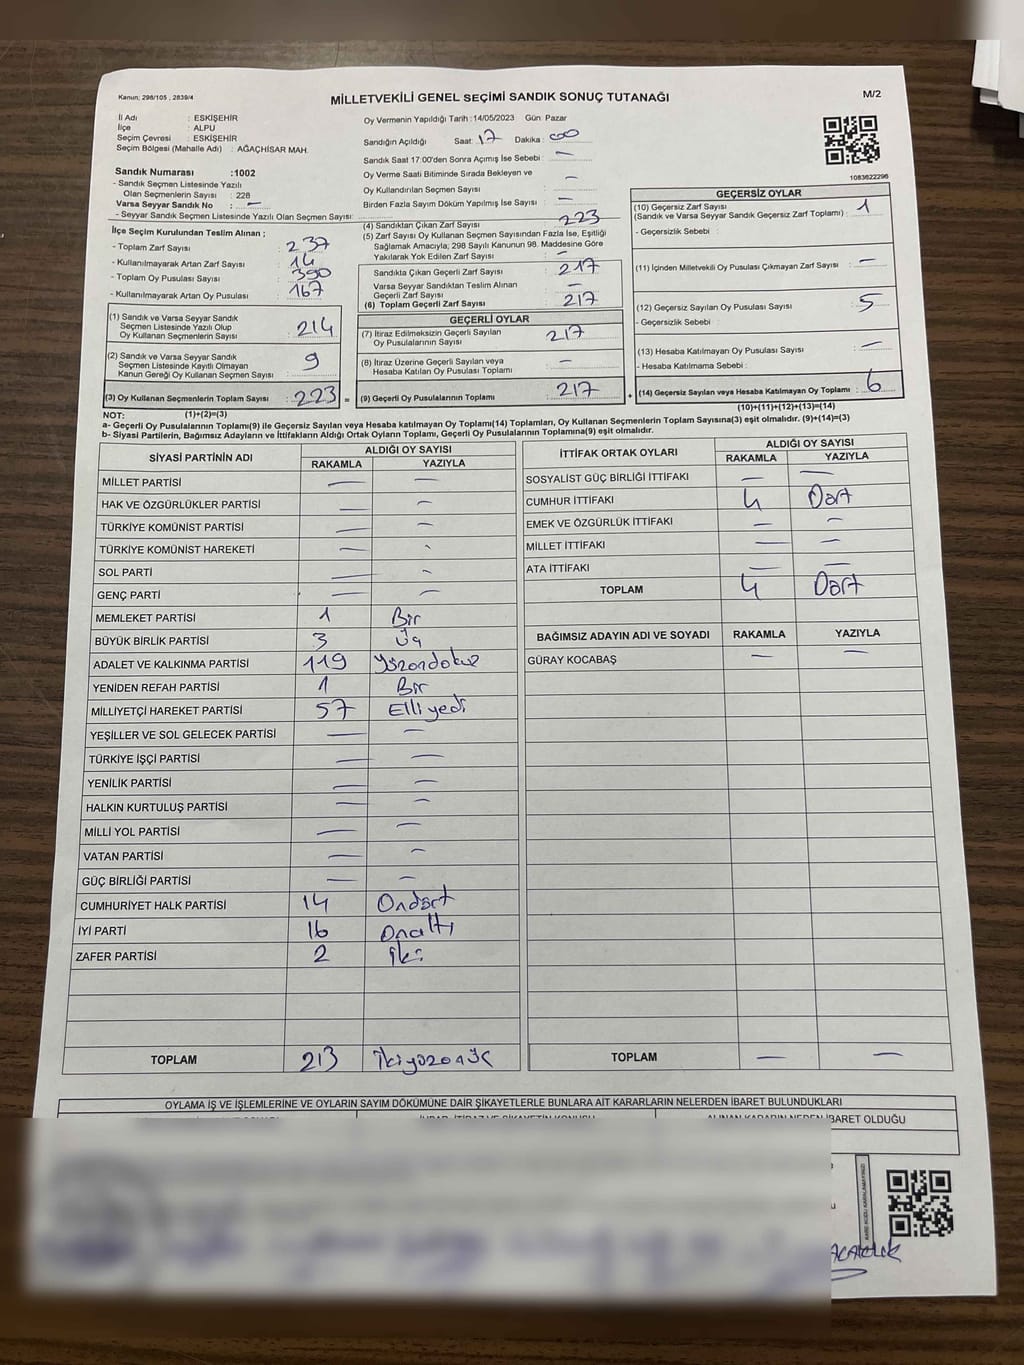 Kanun; 298/105 , 2839/4
MİLLETVEKİLİ GENEL SEÇİMİ SANDIK SONUÇ TUTANAĞI
M/2
İl Adı : ESKİŞEHİR
İlçe : ALPU
Seçim Çevresi : ESKİŞEHİR
Seçim Bölgesi (Mahalle Adı) : AĞAÇHİSAR MAH.
Sandık Numarası :1002
- Sandık Seçmen Listesinde Yazılı
Olan Seçmenlerin Sayısı : 228
Varsa Seyyar Sandık No : —
- Seyyar Sandık Seçmen Listesinde Yazılı Olan Seçmen Sayısı:
Oy Vermenin Yapıldığı Tarih :14/05/2023 Gün: Pazar
Sandığın Açıldığı Saat: 17 Dakika: 00
Sandık Saat 17:00'den Sonra Açımış İse Sebebi : —
Oy Verme Saati Bitiminde Sırada Bekleyen ve
Oy Kullandırılan Seçmen Sayısı : —
Birden Fazla Sayım Döküm Yapılmış İse Sayısı : —
1083622296
İlçe Seçim Kurulundan Teslim Alınan ;
- Toplam Zarf Sayısı : 237
- Kullanılmayarak Artan Zarf Sayısı : 14
- Toplam Oy Pusulası Sayısı : 390
- Kullanılmayarak Artan Oy Pusulası : 167
(1) Sandık ve Varsa Seyyar Sandık
Seçmen Listesinde Yazılı Olup
Oy Kullanan Seçmenlerin Sayısı : 214
(2) Sandık ve Varsa Seyyar Sandık
Seçmen Listesinde Kayıtlı Olmayan
Kanun Gereği Oy Kullanan Seçmen Sayısı : 9
(3) Oy Kullanan Seçmenlerin Toplam Sayısı : 223 =
(4) Sandıktan Çıkan Zarf Sayısı : 223
(5) Zarf Sayısı Oy Kullanan Seçmen Sayısından Fazla İse, Eşitliği
Sağlamak Amacıyla; 298 Sayılı Kanunun 98. Maddesine Göre
Yakılarak Yok Edilen Zarf Sayısı : —
Sandıkta Çıkan Geçerli Zarf Sayısı : 217
Varsa Seyyar Sandıktan Teslim Alınan
Geçerli Zarf Sayısı : —
(6) Toplam Geçerli Zarf Sayısı : 217
GEÇERLİ OYLAR
(7) İtiraz Edilmeksizin Geçerli Sayılan
Oy Pusulalarının Sayısı : 217
(8) İtiraz Üzerine Geçerli Sayılan veya
Hesaba Katılan Oy Pusulası Toplamı : —
(9) Geçerli Oy Pusulalarının Toplamı : 217 +
GEÇERSİZ OYLAR
(10) Geçersiz Zarf Sayısı
(Sandık ve Varsa Seyyar Sandık Geçersiz Zarf Toplamı) : 1
- Geçersizlik Sebebi :
(11) İçinden Milletvekili Oy Pusulası Çıkmayan Zarf Sayısı : —
(12) Geçersiz Sayılan Oy Pusulası Sayısı : 5
- Geçersizlik Sebebi :
(13) Hesaba Katılmayan Oy Pusulası Sayısı : —
- Hesaba Katılmama Sebebi :
(14) Geçersiz Sayılan veya Hesaba Katılmayan Oy Toplamı : 6
NOT: (1)+(2)=(3) (10)+(11)+(12)+(13)=(14)
a- Geçerli Oy Pusulalarının Toplamı(9) ile Geçersiz Sayılan veya Hesaba katılmayan Oy Toplamı(14) Toplamları, Oy Kullanan Seçmenlerin Toplam Sayısına(3) eşit olmalıdır. (9)+(14)=(3)
b- Siyasi Partilerin, Bağımsız Adayların ve İttifakların Aldığı Ortak Oyların Toplamı, Geçerli Oy Pusulalarının Toplamına(9) eşit olmalıdır.
SİYASİ PARTİNİN ADI ALDIĞI OY SAYISI
RAKAMLA YAZIYLA
MİLLET PARTİSİ — —
HAK VE ÖZGÜRLÜKLER PARTİSİ — —
TÜRKİYE KOMÜNİST PARTİSİ — —
TÜRKİYE KOMÜNİST HAREKETİ — —
SOL PARTİ — —
GENÇ PARTİ — —
MEMLEKET PARTİSİ 1 Bir
BÜYÜK BİRLİK PARTİSİ 3 Üç
ADALET VE KALKINMA PARTİSİ 119 Yüzondokuz
YENİDEN REFAH PARTİSİ 1 Bir
MİLLİYETÇİ HAREKET PARTİSİ 57 Elliyedi
YEŞİLLER VE SOL GELECEK PARTİSİ — —
TÜRKİYE İŞÇİ PARTİSİ — —
YENİLİK PARTİSİ — —
HALKIN KURTULUŞ PARTİSİ — —
MİLLİ YOL PARTİSİ — —
VATAN PARTİSİ — —
GÜÇ BİRLİĞİ PARTİSİ — —
CUMHURİYET HALK PARTİSİ 14 Ondört
İYİ PARTİ 16 Onaltı
ZAFER PARTİSİ 2 İki
TOPLAM 213 İkiyüzonüç
İTTİFAK ORTAK OYLARI ALDIĞI OY SAYISI
RAKAMLA YAZIYLA
SOSYALİST GÜÇ BİRLİĞİ İTTİFAKI — —
CUMHUR İTTİFAKI 4 Dört
EMEK VE ÖZGÜRLÜK İTTİFAKI — —
MİLLET İTTİFAKI — —
ATA İTTİFAKI — —
TOPLAM 4 Dört
BAĞIMSIZ ADAYIN ADI VE SOYADI RAKAMLA YAZIYLA
GÜRAY KOCABAŞ — —
TOPLAM — —
OYLAMA İŞ VE İŞLEMLERİNE VE OYLARIN SAYIM DÖKÜMÜNE DAİR ŞİKAYETLERLE BUNLARA AİT KARARLARIN NELERDEN İBARET BULUNDUKLARI
İHBAR, İTİRAZ VE ŞİKAYETİN KONUSU ALINAN KARARIN NEDEN İBARET OLDUĞU